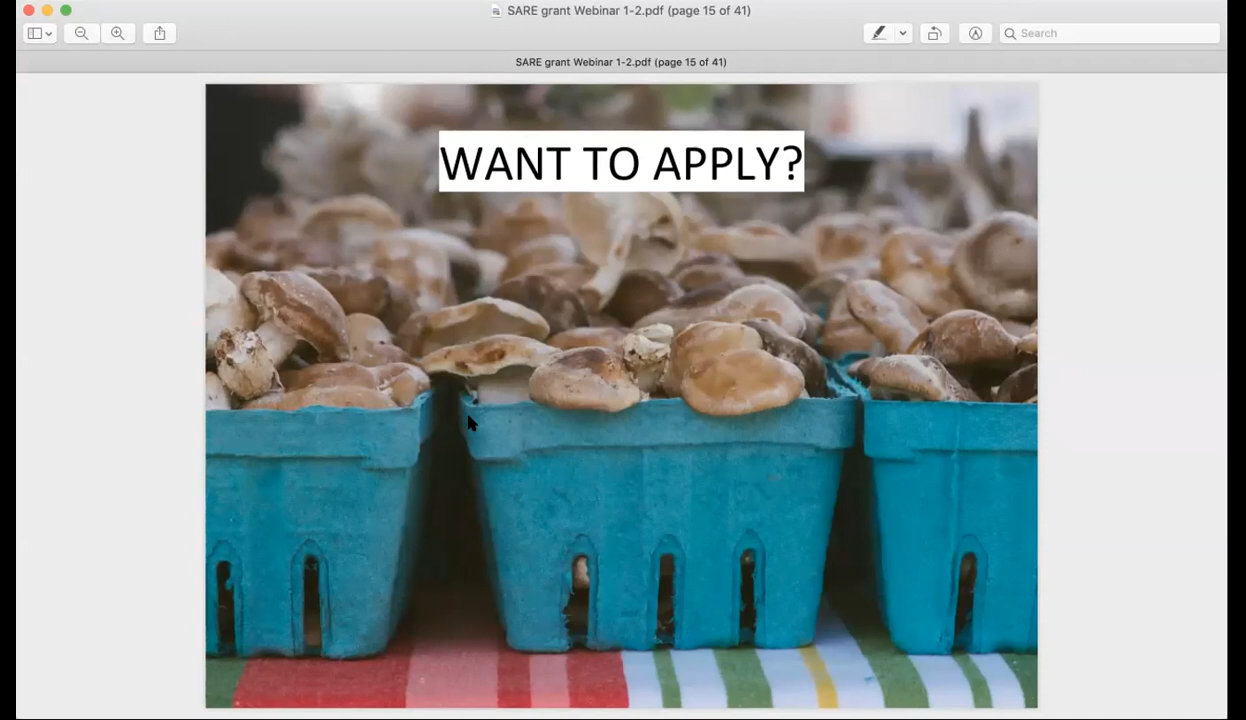 SARE grant Webinar 1-2.pdf (page 15 of 41)
Search
SARE grant Webinar 1-2.pdf (page 15 of 41)
WANT TO APPLY?